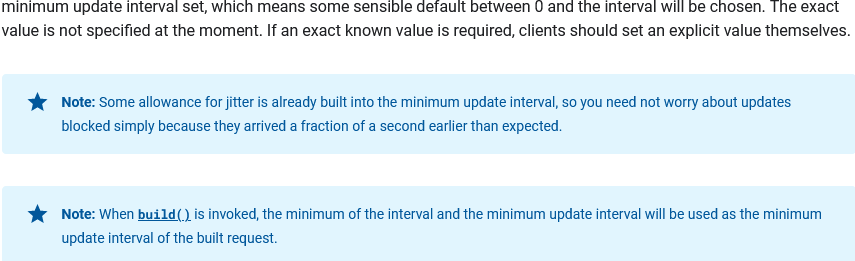 minimum update interval set, which means some sensible default between 0 and the interval will be chosen. The exact
value is not specified at the moment. If an exact known value is required, clients should set an explicit value themselves.
Note: Some allowance for jitter is already built into the minimum update interval, so you need not worry about updates
blocked simply because they arrived a fraction of a second earlier than expected.
Note: When build() is invoked, the minimum of the interval and the minimum update interval will be used as the minimum
update interval of the built request.